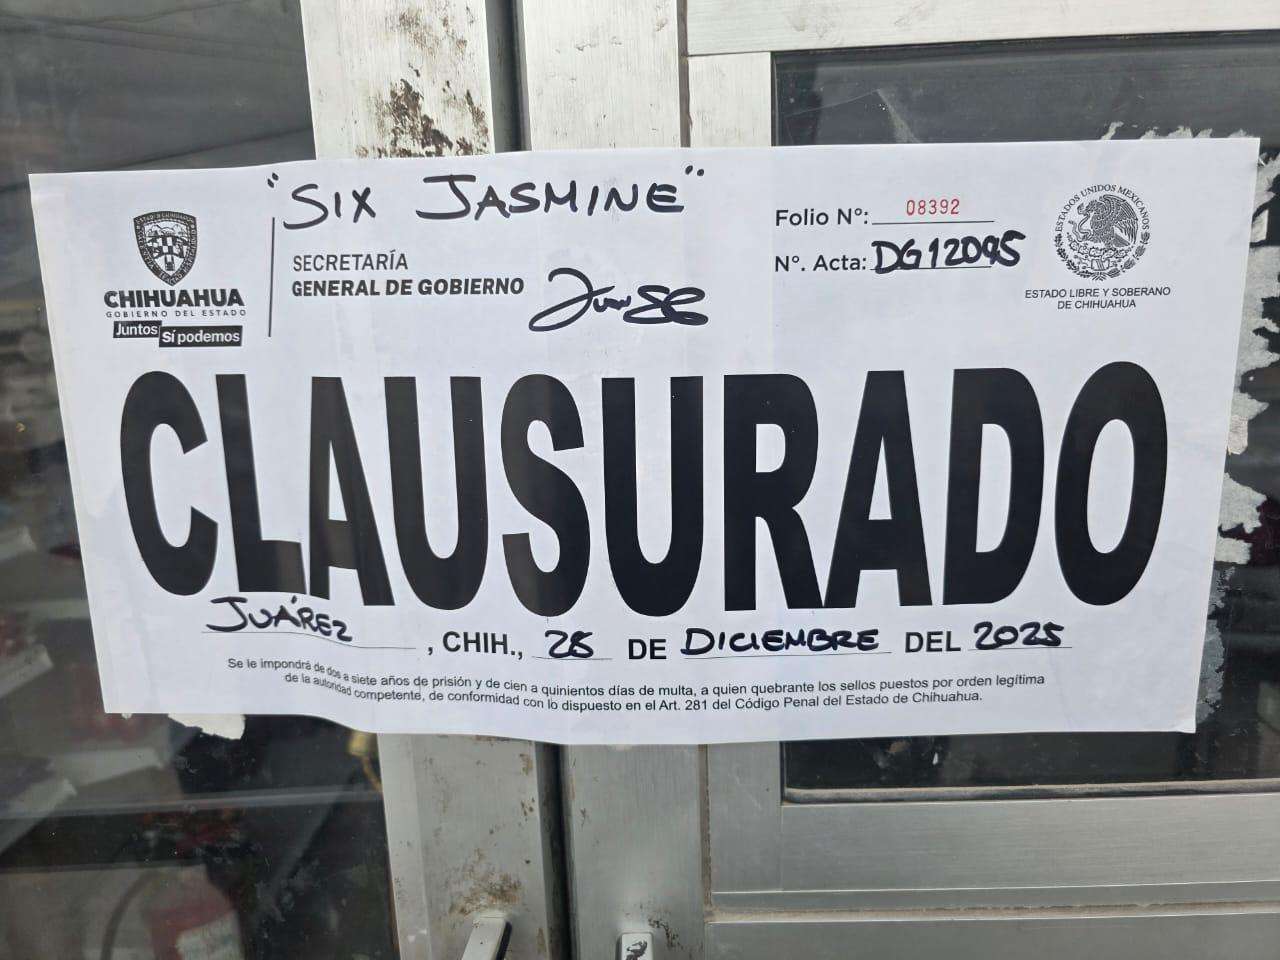 "SIX JASMINE"
CHIHUAHUA
GOBIERNO DEL ESTADO
Juntos
Sí podemos
SECRETARÍA
GENERAL DE GOBIERNO
Folio N°: 08392
N°. Acta: DG12095
ESTADOS UNIDOS MEXICANOS
ESTADO LIBRE Y SOBERANO
DE CHIHUAHUA
CLAUSURADO
JUÁREZ, CHIH., 28 DE DICIEMBRE DEL 2025
Se le impondrá de dos a siete años de prisión y de cien a quinientos días de multa, a quien quebrante los sellos puestos por orden legítima
de la autoridad competente, de conformidad con lo dispuesto en el Art. 281 del Código Penal del Estado de Chihuahua.